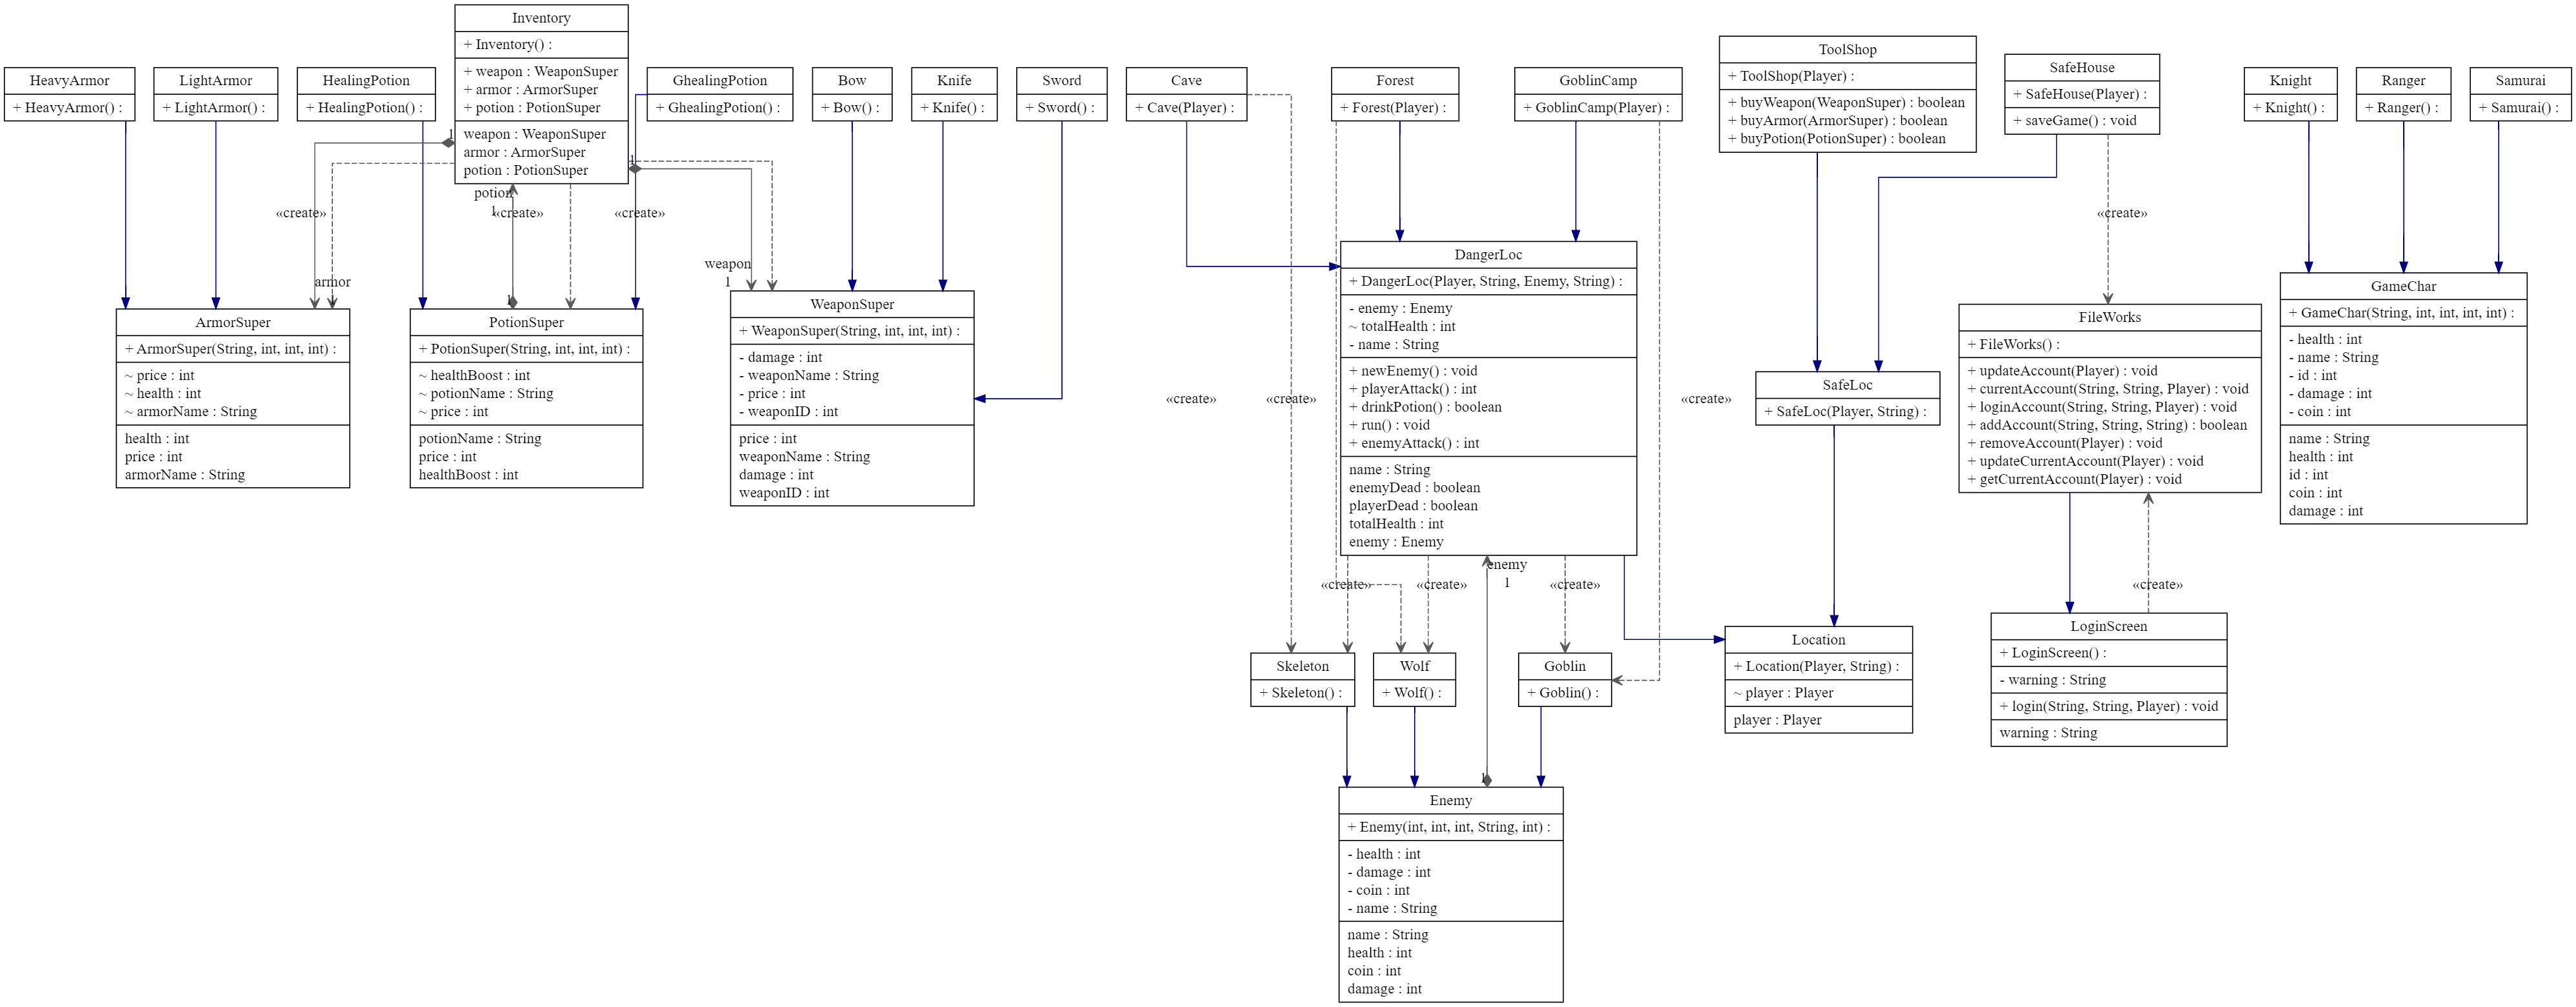 Inventory
+ Inventory() :
+ weapon : WeaponSuper
+ armor : ArmorSuper
+ potion : PotionSuper
weapon : WeaponSuper
armor : ArmorSuper
potion : PotionSuper
HeavyArmor
+ HeavyArmor() :
LightArmor
+ LightArmor() :
HealingPotion
+ HealingPotion() :
GhealingPotion
+ GhealingPotion() :
Bow
+ Bow() :
Knife
+ Knife() :
Sword
+ Sword() :
Cave
+ Cave(Player) :
Forest
+ Forest(Player) :
GoblinCamp
+ GoblinCamp(Player) :
ToolShop
+ ToolShop(Player) :
+ buyWeapon(WeaponSuper) : boolean
+ buyArmor(ArmorSuper) : boolean
+ buyPotion(PotionSuper) : boolean
SafeHouse
+ SafeHouse(Player) :
+ saveGame() : void
Knight
+ Knight() :
Ranger
+ Ranger() :
Samurai
+ Samurai() :
1
1
potion
1
«create»
«create»
«create»
«create»
weapon
1
armor
1
1
ArmorSuper
+ ArmorSuper(String, int, int, int) :
~ price : int
~ health : int
~ armorName : String
health : int
price : int
armorName : String
PotionSuper
+ PotionSuper(String, int, int, int) :
~ healthBoost : int
~ potionName : String
~ price : int
potionName : String
price : int
healthBoost : int
WeaponSuper
+ WeaponSuper(String, int, int, int) :
- damage : int
- weaponName : String
- price : int
- weaponID : int
price : int
weaponName : String
damage : int
weaponID : int
DangerLoc
+ DangerLoc(Player, String, Enemy, String) :
- enemy : Enemy
~ totalHealth : int
- name : String
+ newEnemy() : void
+ playerAttack() : int
+ drinkPotion() : boolean
+ run() : void
+ enemyAttack() : int
name : String
enemyDead : boolean
playerDead : boolean
totalHealth : int
enemy : Enemy
«create»
«create»
«create»
SafeLoc
+ SafeLoc(Player, String) :
FileWorks
+ FileWorks() :
+ updateAccount(Player) : void
+ currentAccount(String, String, Player) : void
+ loginAccount(String, String, Player) : void
+ addAccount(String, String, String) : boolean
+ removeAccount(Player) : void
+ updateCurrentAccount(Player) : void
+ getCurrentAccount(Player) : void
GameChar
+ GameChar(String, int, int, int, int) :
- health : int
- name : String
- id : int
- damage : int
- coin : int
name : String
health : int
id : int
coin : int
damage : int
«create»
«create»
enemy
1
«create»
«create»
Skeleton
+ Skeleton() :
Wolf
+ Wolf() :
Goblin
+ Goblin() :
Location
+ Location(Player, String) :
~ player : Player
player : Player
LoginScreen
+ LoginScreen() :
- warning : String
+ login(String, String, Player) : void
warning : String
1
Enemy
+ Enemy(int, int, int, String, int) :
- health : int
- damage : int
- coin : int
- name : String
name : String
health : int
coin : int
damage : int